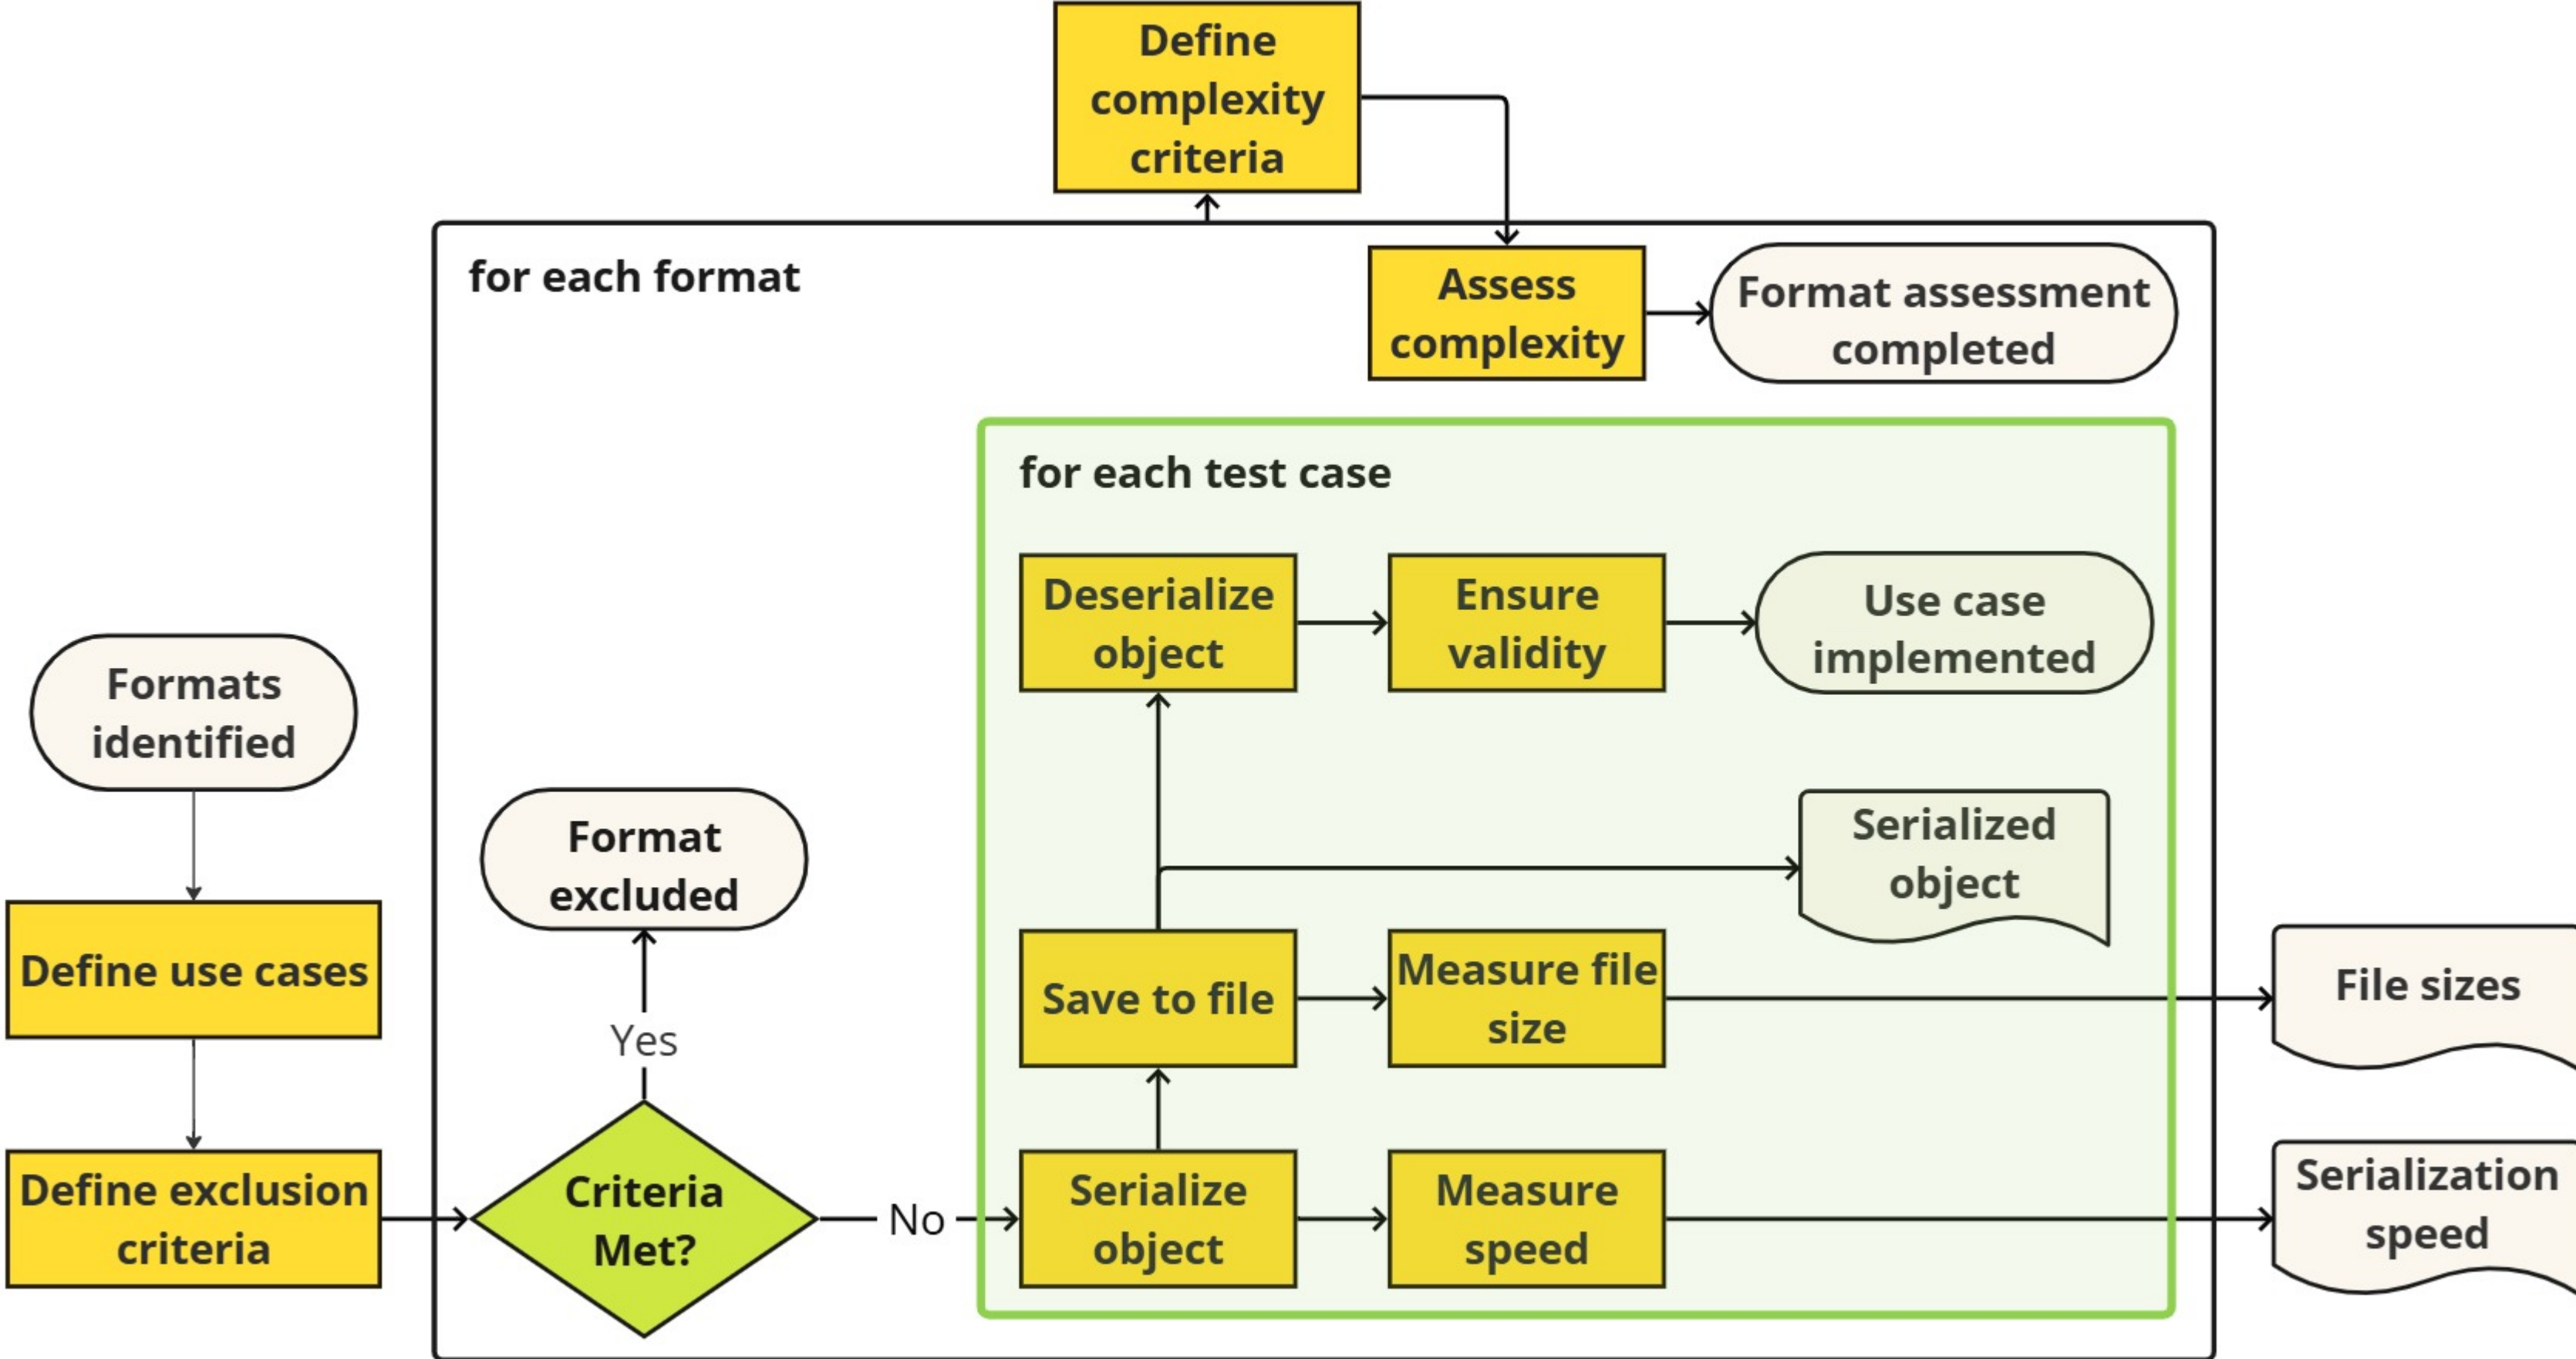 Define
complexity
criteria
for each format
Assess
complexity
Format assessment
completed
for each test case
Deserialize
object
Ensure
validity
Use case
implemented
Formats
identified
Format
excluded
Serialized
object
Define use cases
Yes
Save to file
Measure file
size
File sizes
Define exclusion
criteria
Criteria
Met?
No
Serialize
object
Measure
speed
Serialization
speed